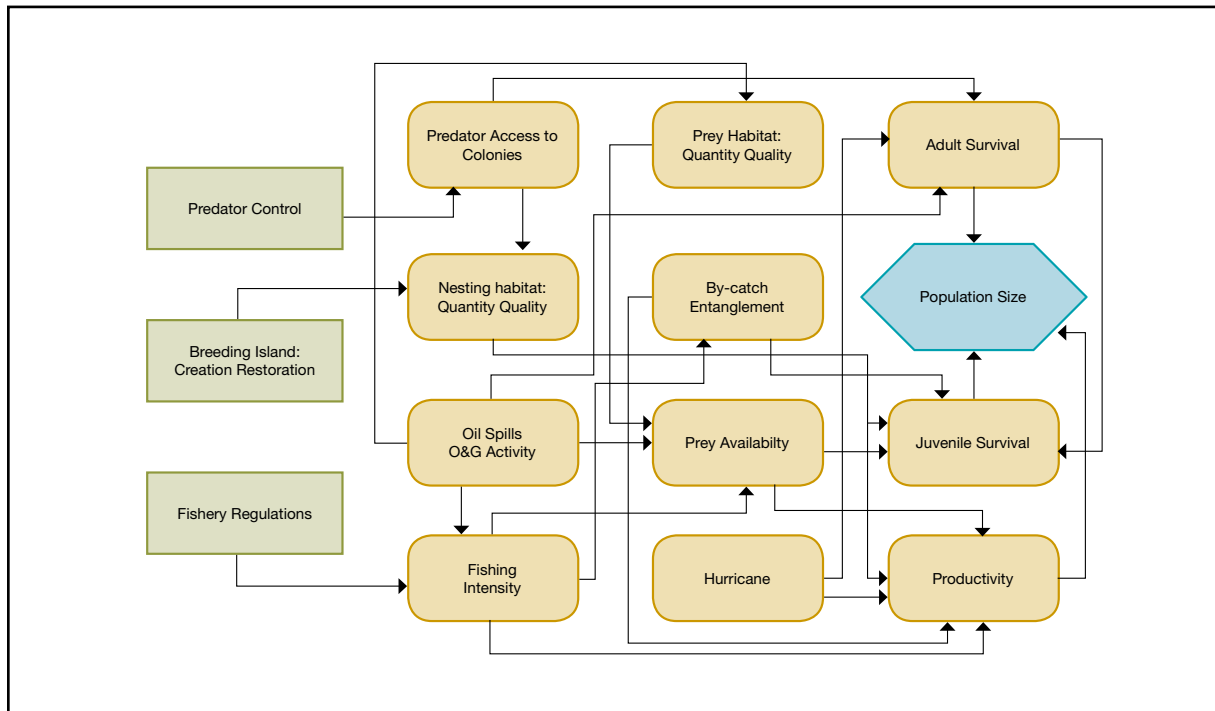 Predator Access to
Colonies
Prey Habitat:
Quantity Quality
Adult Survival
Predator Control
Nesting habitat:
Quantity Quality
By-catch
Entanglement
Population Size
Breeding Island:
Creation Restoration
Oil Spills
O&G Activity
Prey Availabilty
Juvenile Survival
Fishery Regulations
Fishing
Intensity
Hurricane
Productivity